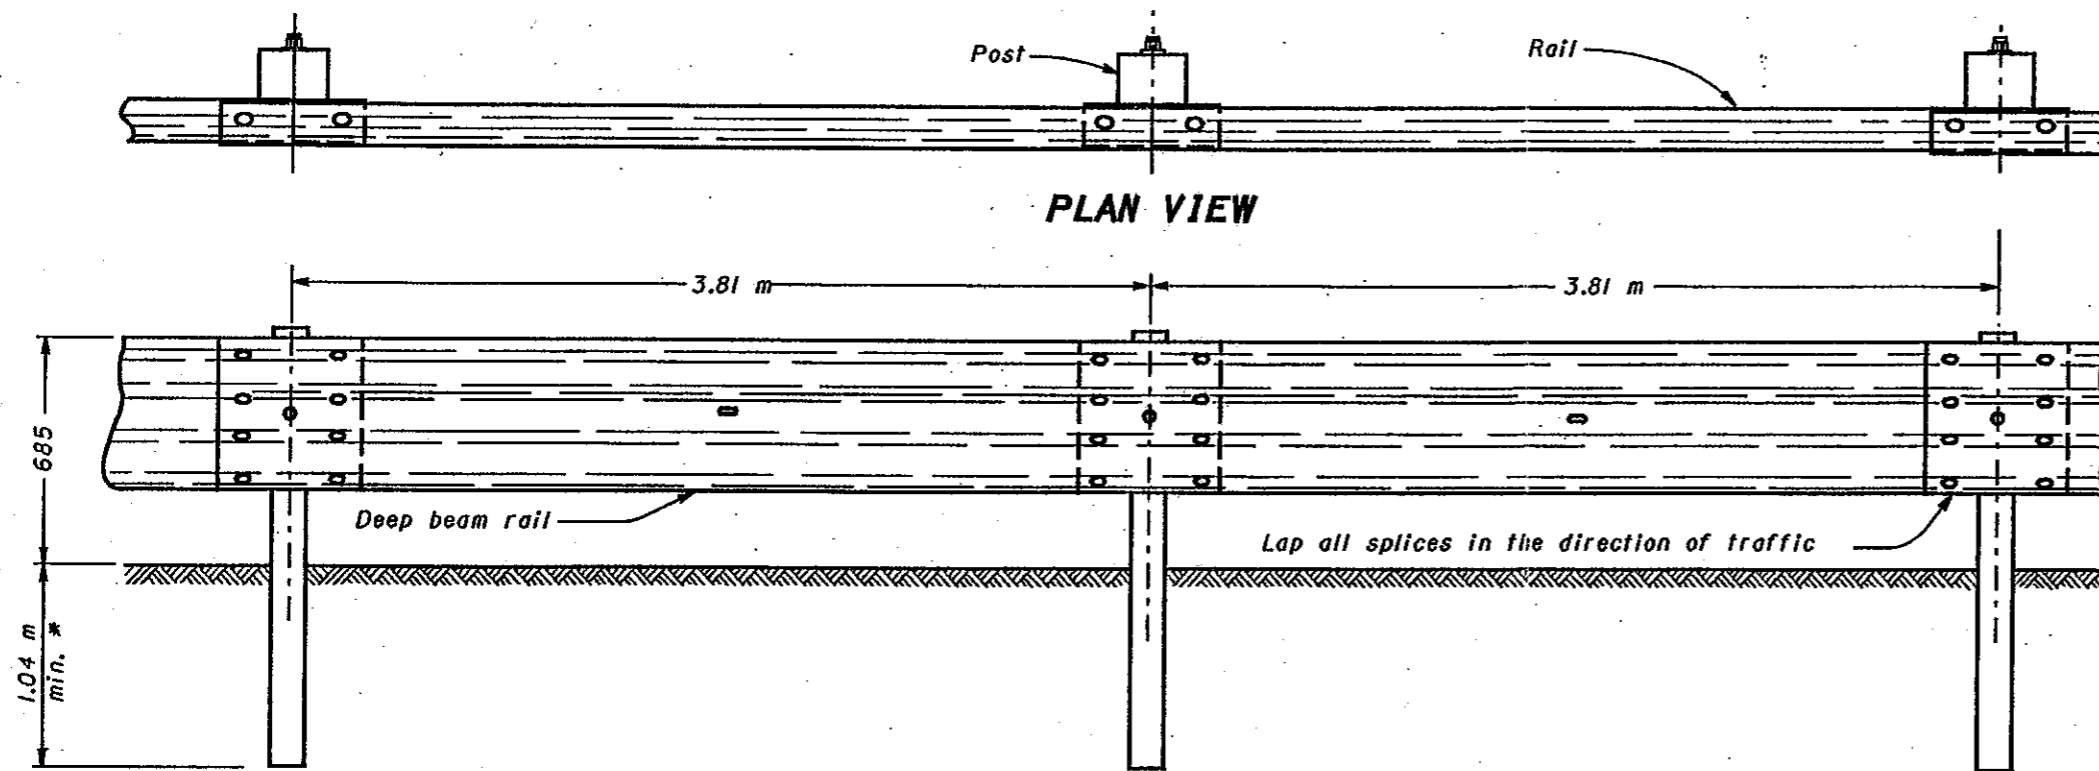 Post
Rail
PLAN VIEW
3.81 m
3.81 m
685
Deep beam rail
Lap all splices in the direction of traffic
1.04 m
min. *